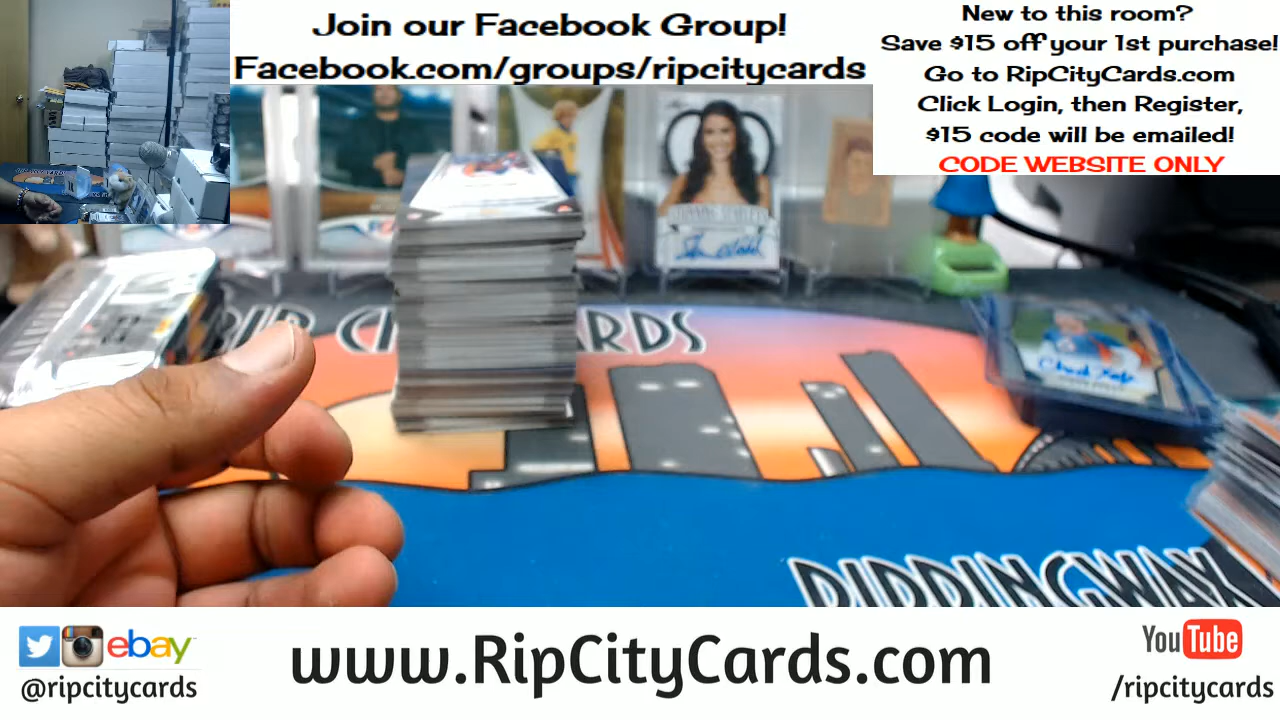 Join our Facebook Group!
Facebook.com/groups/ripcitycards
New to this room?
Save $15 off your 1st purchase!
Go to RipCityCards.com
Click Login, then Register,
$15 code will be emailed!
CODE WEBSITE ONLY
RIP CITY CARDS
RIPPINGWAX
ebay
@ripcitycards
www.RipCityCards.com
YouTube
/ripcitycards